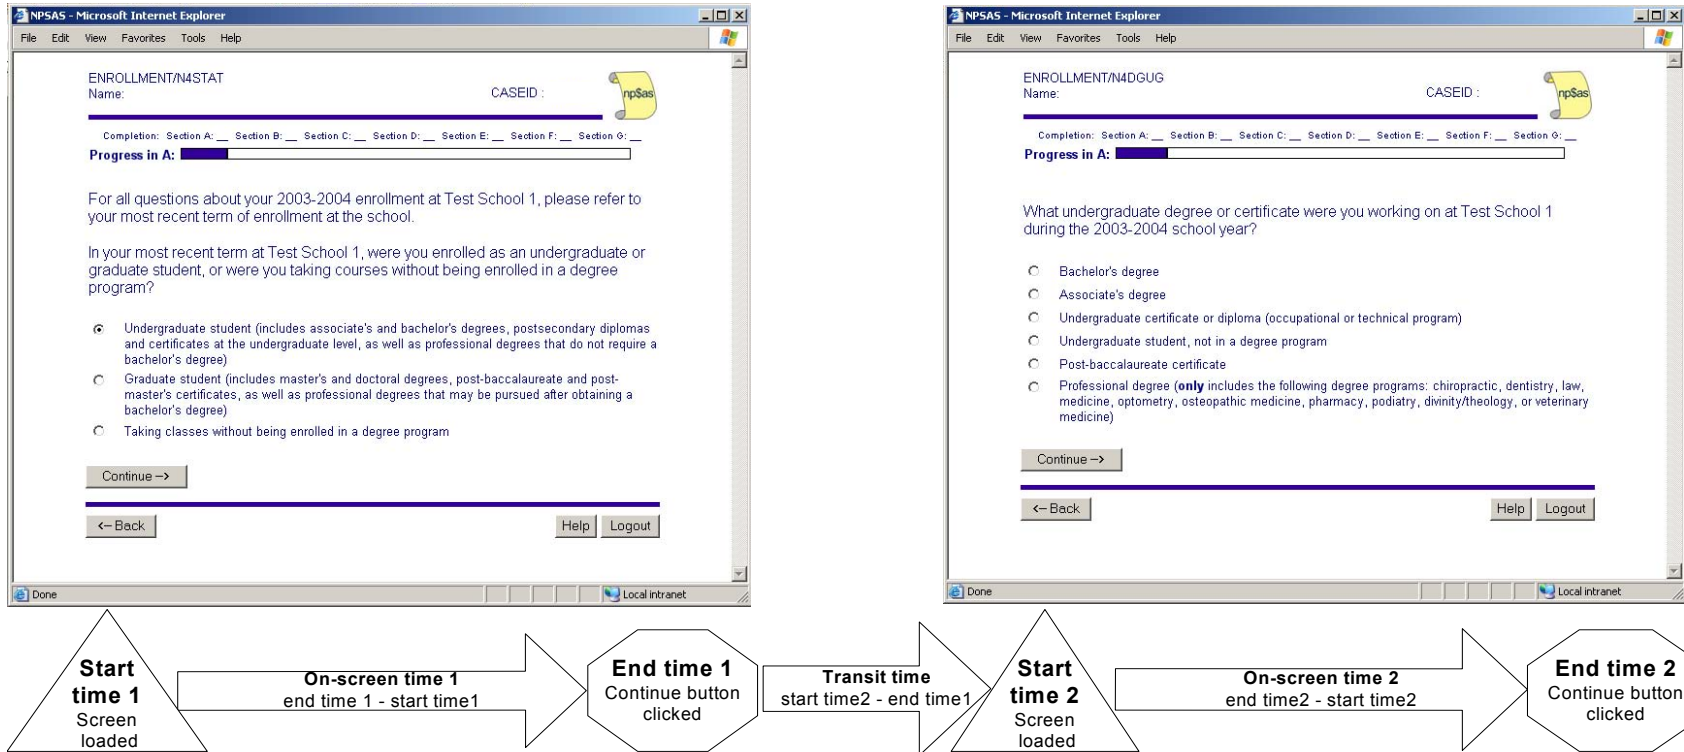 NPSAS - Microsoft Internet Explorer
File Edit View Favorites Tools Help
ENROLLMENT/N4STAT
Name:
CASEID :
np$as
Completion: Section A: __ Section B: __ Section C: __ Section D: __ Section E: __ Section F: __ Section G: __
Progress in A:
For all questions about your 2003-2004 enrollment at Test School 1, please refer to
your most recent term of enrollment at the school.
In your most recent term at Test School 1, were you enrolled as an undergraduate or
graduate student, or were you taking courses without being enrolled in a degree
program?
Undergraduate student (includes associate's and bachelor's degrees, postsecondary diplomas
and certificates at the undergraduate level, as well as professional degrees that do not require a
bachelor's degree)
Graduate student (includes master's and doctoral degrees, post-baccalaureate and post-
master's certificates, as well as professional degrees that may be pursued after obtaining a
bachelor's degree)
Taking classes without being enrolled in a degree program
Continue -->
<-- Back
Help Logout
Done
Local intranet
NPSAS - Microsoft Internet Explorer
File Edit View Favorites Tools Help
ENROLLMENT/N4DGUG
Name:
CASEID :
np$as
Completion: Section A: __ Section B: __ Section C: __ Section D: __ Section E: __ Section F: __ Section G: __
Progress in A:
What undergraduate degree or certificate were you working on at Test School 1
during the 2003-2004 school year?
Bachelor's degree
Associate's degree
Undergraduate certificate or diploma (occupational or technical program)
Undergraduate student, not in a degree program
Post-baccalaureate certificate
Professional degree (only includes the following degree programs: chiropractic, dentistry, law,
medicine, optometry, osteopathic medicine, pharmacy, podiatry, divinity/theology, or veterinary
medicine)
Continue -->
<-- Back
Help Logout
Done
Local intranet
Start
time 1
Screen
loaded
On-screen time 1
end time 1 - start time1
End time 1
Continue button
clicked
Transit time
start time2 - end time1
Start
time 2
Screen
loaded
On-screen time 2
end time2 - start time2
End time 2
Continue button
clicked